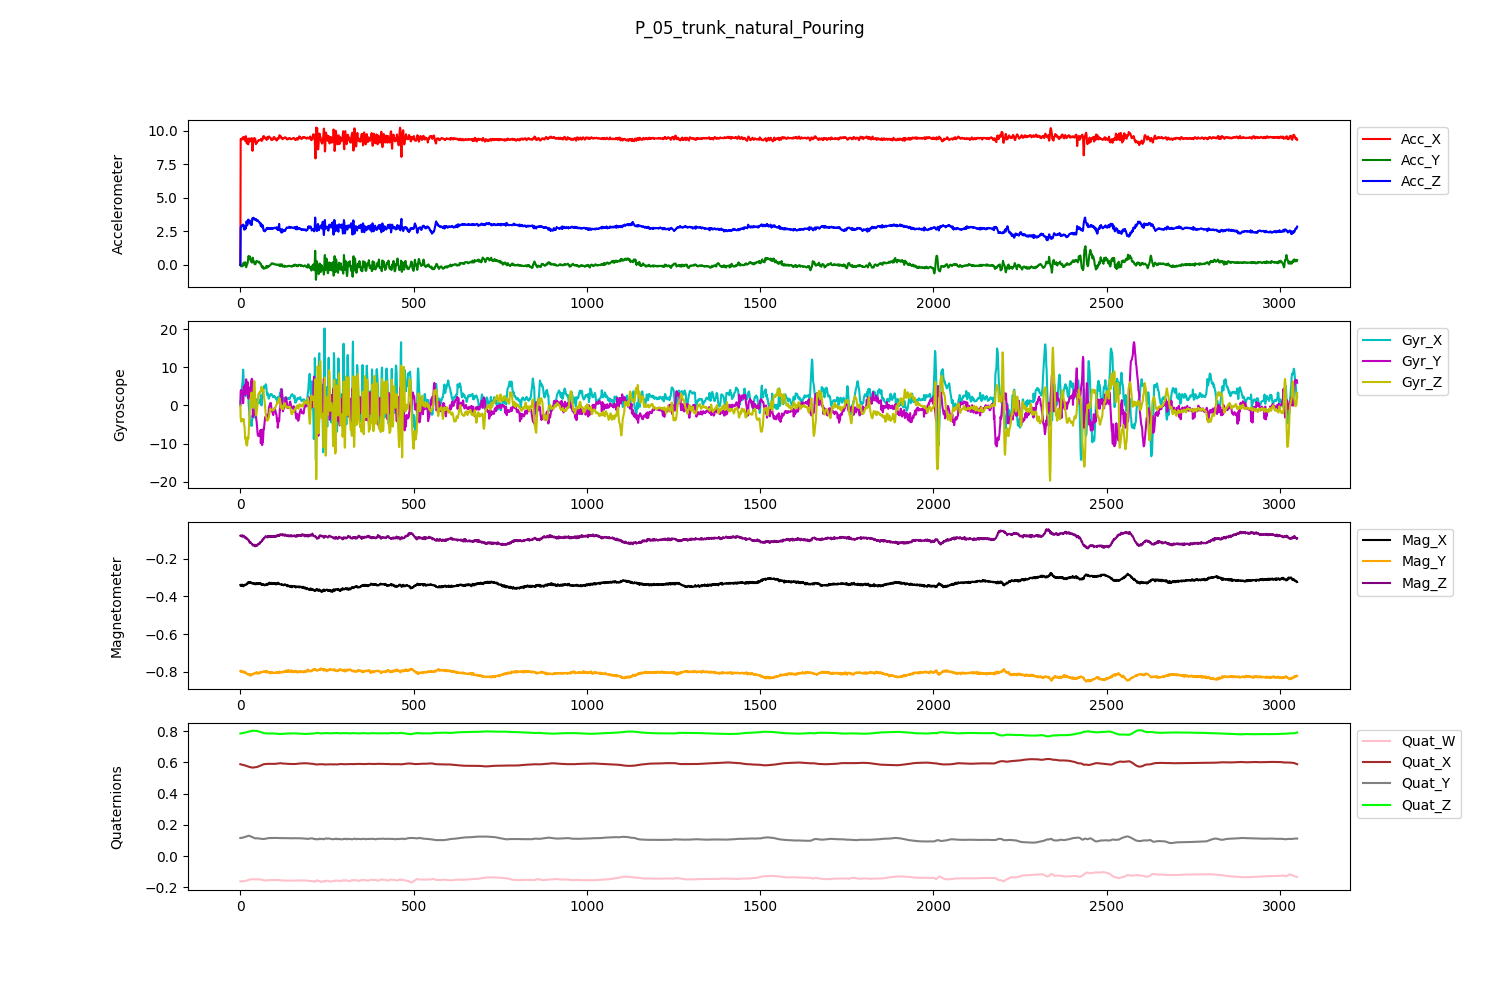 P_05_trunk_natural_Pouring
Accelerometer
10.0
7.5
5.0
2.5
0.0
0 500 1000 1500 2000 2500 3000
Acc_X
Acc_Y
Acc_Z
Gyroscope
20
10
0
−10
−20
0 500 1000 1500 2000 2500 3000
Gyr_X
Gyr_Y
Gyr_Z
Magnetometer
−0.2
−0.4
−0.6
−0.8
0 500 1000 1500 2000 2500 3000
Mag_X
Mag_Y
Mag_Z
Quaternions
0.8
0.6
0.4
0.2
0.0
−0.2
0 500 1000 1500 2000 2500 3000
Quat_W
Quat_X
Quat_Y
Quat_Z